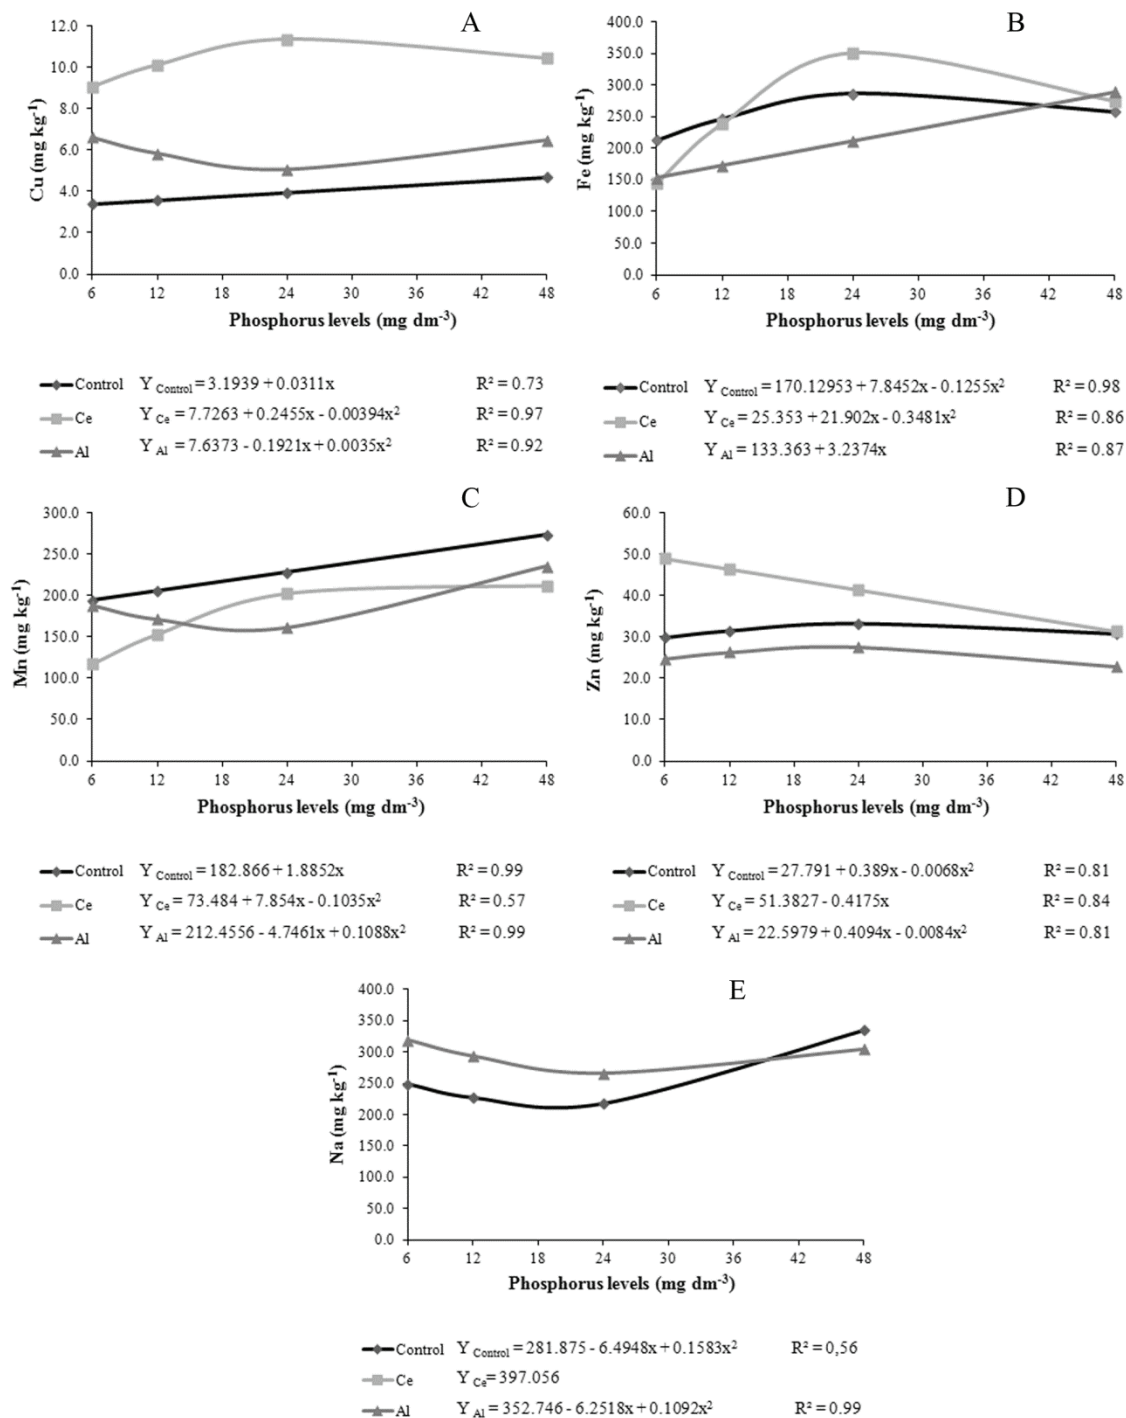 A
B
12.0
10.0
8.0
6.0
4.0
2.0
0.0
Cu (mg kg-1)
6 12 18 24 30 36 42 48
Phosphorus levels (mg dm-3)
400.0
350.0
300.0
250.0
200.0
150.0
100.0
50.0
0.0
Fe (mg kg-1)
6 12 18 24 30 36 42 48
Phosphorus levels (mg dm-3)
Control Y Control = 3.1939 + 0.0311x R² = 0.73
Ce Y Ce = 7.7263 + 0.2455x - 0.00394x² R² = 0.97
Al Y Al = 7.6373 - 0.1921x + 0.0035x² R² = 0.92
Control Y Control = 170.12953 + 7.8452x - 0.1255x² R² = 0.98
Ce Y Ce = 25.353 + 21.902x - 0.3481x² R² = 0.86
Al Y Al = 133.363 + 3.2374x R² = 0.87
C
D
300.0
250.0
200.0
150.0
100.0
50.0
0.0
Mn (mg kg-1)
6 12 18 24 30 36 42 48
Phosphorus levels (mg dm-3)
60.0
50.0
40.0
30.0
20.0
10.0
0.0
Zn (mg kg-1)
6 12 18 24 30 36 42 48
Phosphorus levels (mg dm-3)
Control Y Control = 182.866 + 1.8852x R² = 0.99
Ce Y Ce = 73.484 + 7.854x - 0.1035x² R² = 0.57
Al Y Al = 212.4556 - 4.7461x + 0.1088x² R² = 0.99
Control Y Control = 27.791 + 0.389x - 0.0068x² R² = 0.81
Ce Y Ce = 51.3827 - 0.4175x R² = 0.84
Al Y Al = 22.5979 + 0.4094x - 0.0084x² R² = 0.81
E
400.0
350.0
300.0
250.0
200.0
150.0
100.0
50.0
0.0
Na (mg kg-1)
6 12 18 24 30 36 42 48
Phosphorus levels (mg dm-3)
Control Y Control = 281.875 - 6.4948x + 0.1583x² R² = 0,56
Ce Y Ce= 397.056
Al Y Al = 352.746 - 6.2518x + 0.1092x² R² = 0.99